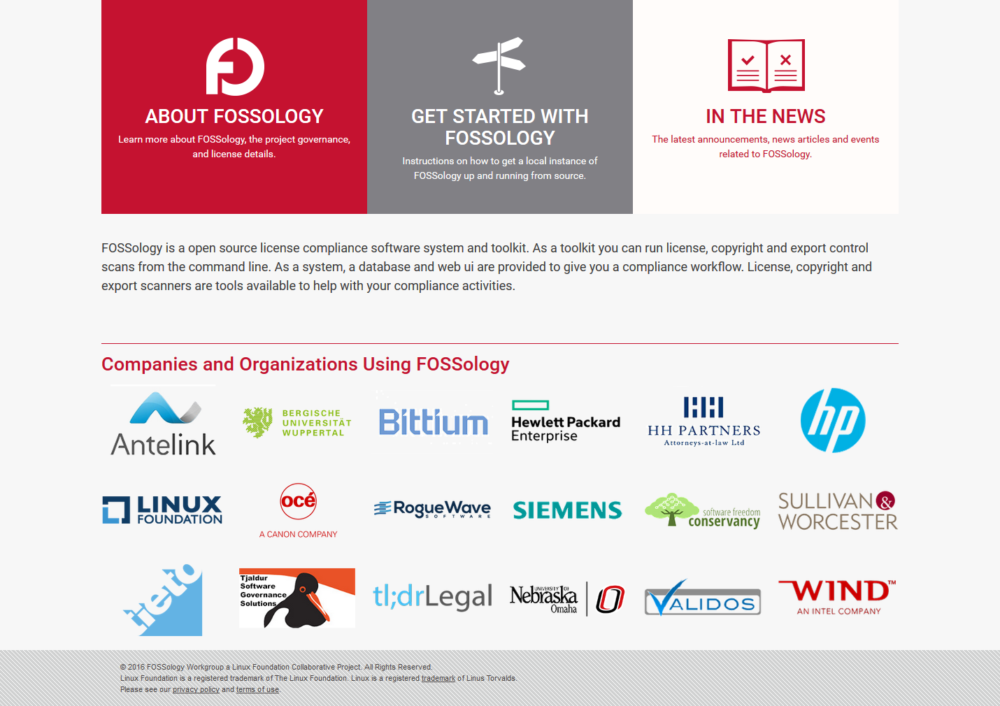 ABOUT FOSSOLOGY
Learn more about FOSSology, the project governance,
and license details.
GET STARTED WITH
FOSSOLOGY
Instructions on how to get a local instance of
FOSSology up and running from source.
IN THE NEWS
The latest announcements, news articles and events
related to FOSSology.
FOSSology is a open source license compliance software system and toolkit. As a toolkit you can run license, copyright and export control
scans from the command line. As a system, a database and web ui are provided to give you a compliance workflow. License, copyright and
export scanners are tools available to help with your compliance activities.
Companies and Organizations Using FOSSology
Antelink
BERGISCHE
UNIVERSITÄT
WUPPERTAL
Bittium
Hewlett Packard
Enterprise
HH PARTNERS
Attorneys-at-law Ltd
hp
LINUX
FOUNDATION
océ
A CANON COMPANY
RogueWave
SOFTWARE
SIEMENS
software freedom
conservancy
SULLIVAN &
WORCESTER
tieto
Tjaldur
Software
Governance
Solutions
tl;drLegal
UNIVERSITY OF
Nebraska
Omaha
O
VALIDOS
WIND™
AN INTEL COMPANY
© 2016 FOSSology Workgroup a Linux Foundation Collaborative Project. All Rights Reserved.
Linux Foundation is a registered trademark of The Linux Foundation. Linux is a registered trademark of Linus Torvalds.
Please see our privacy policy and terms of use.